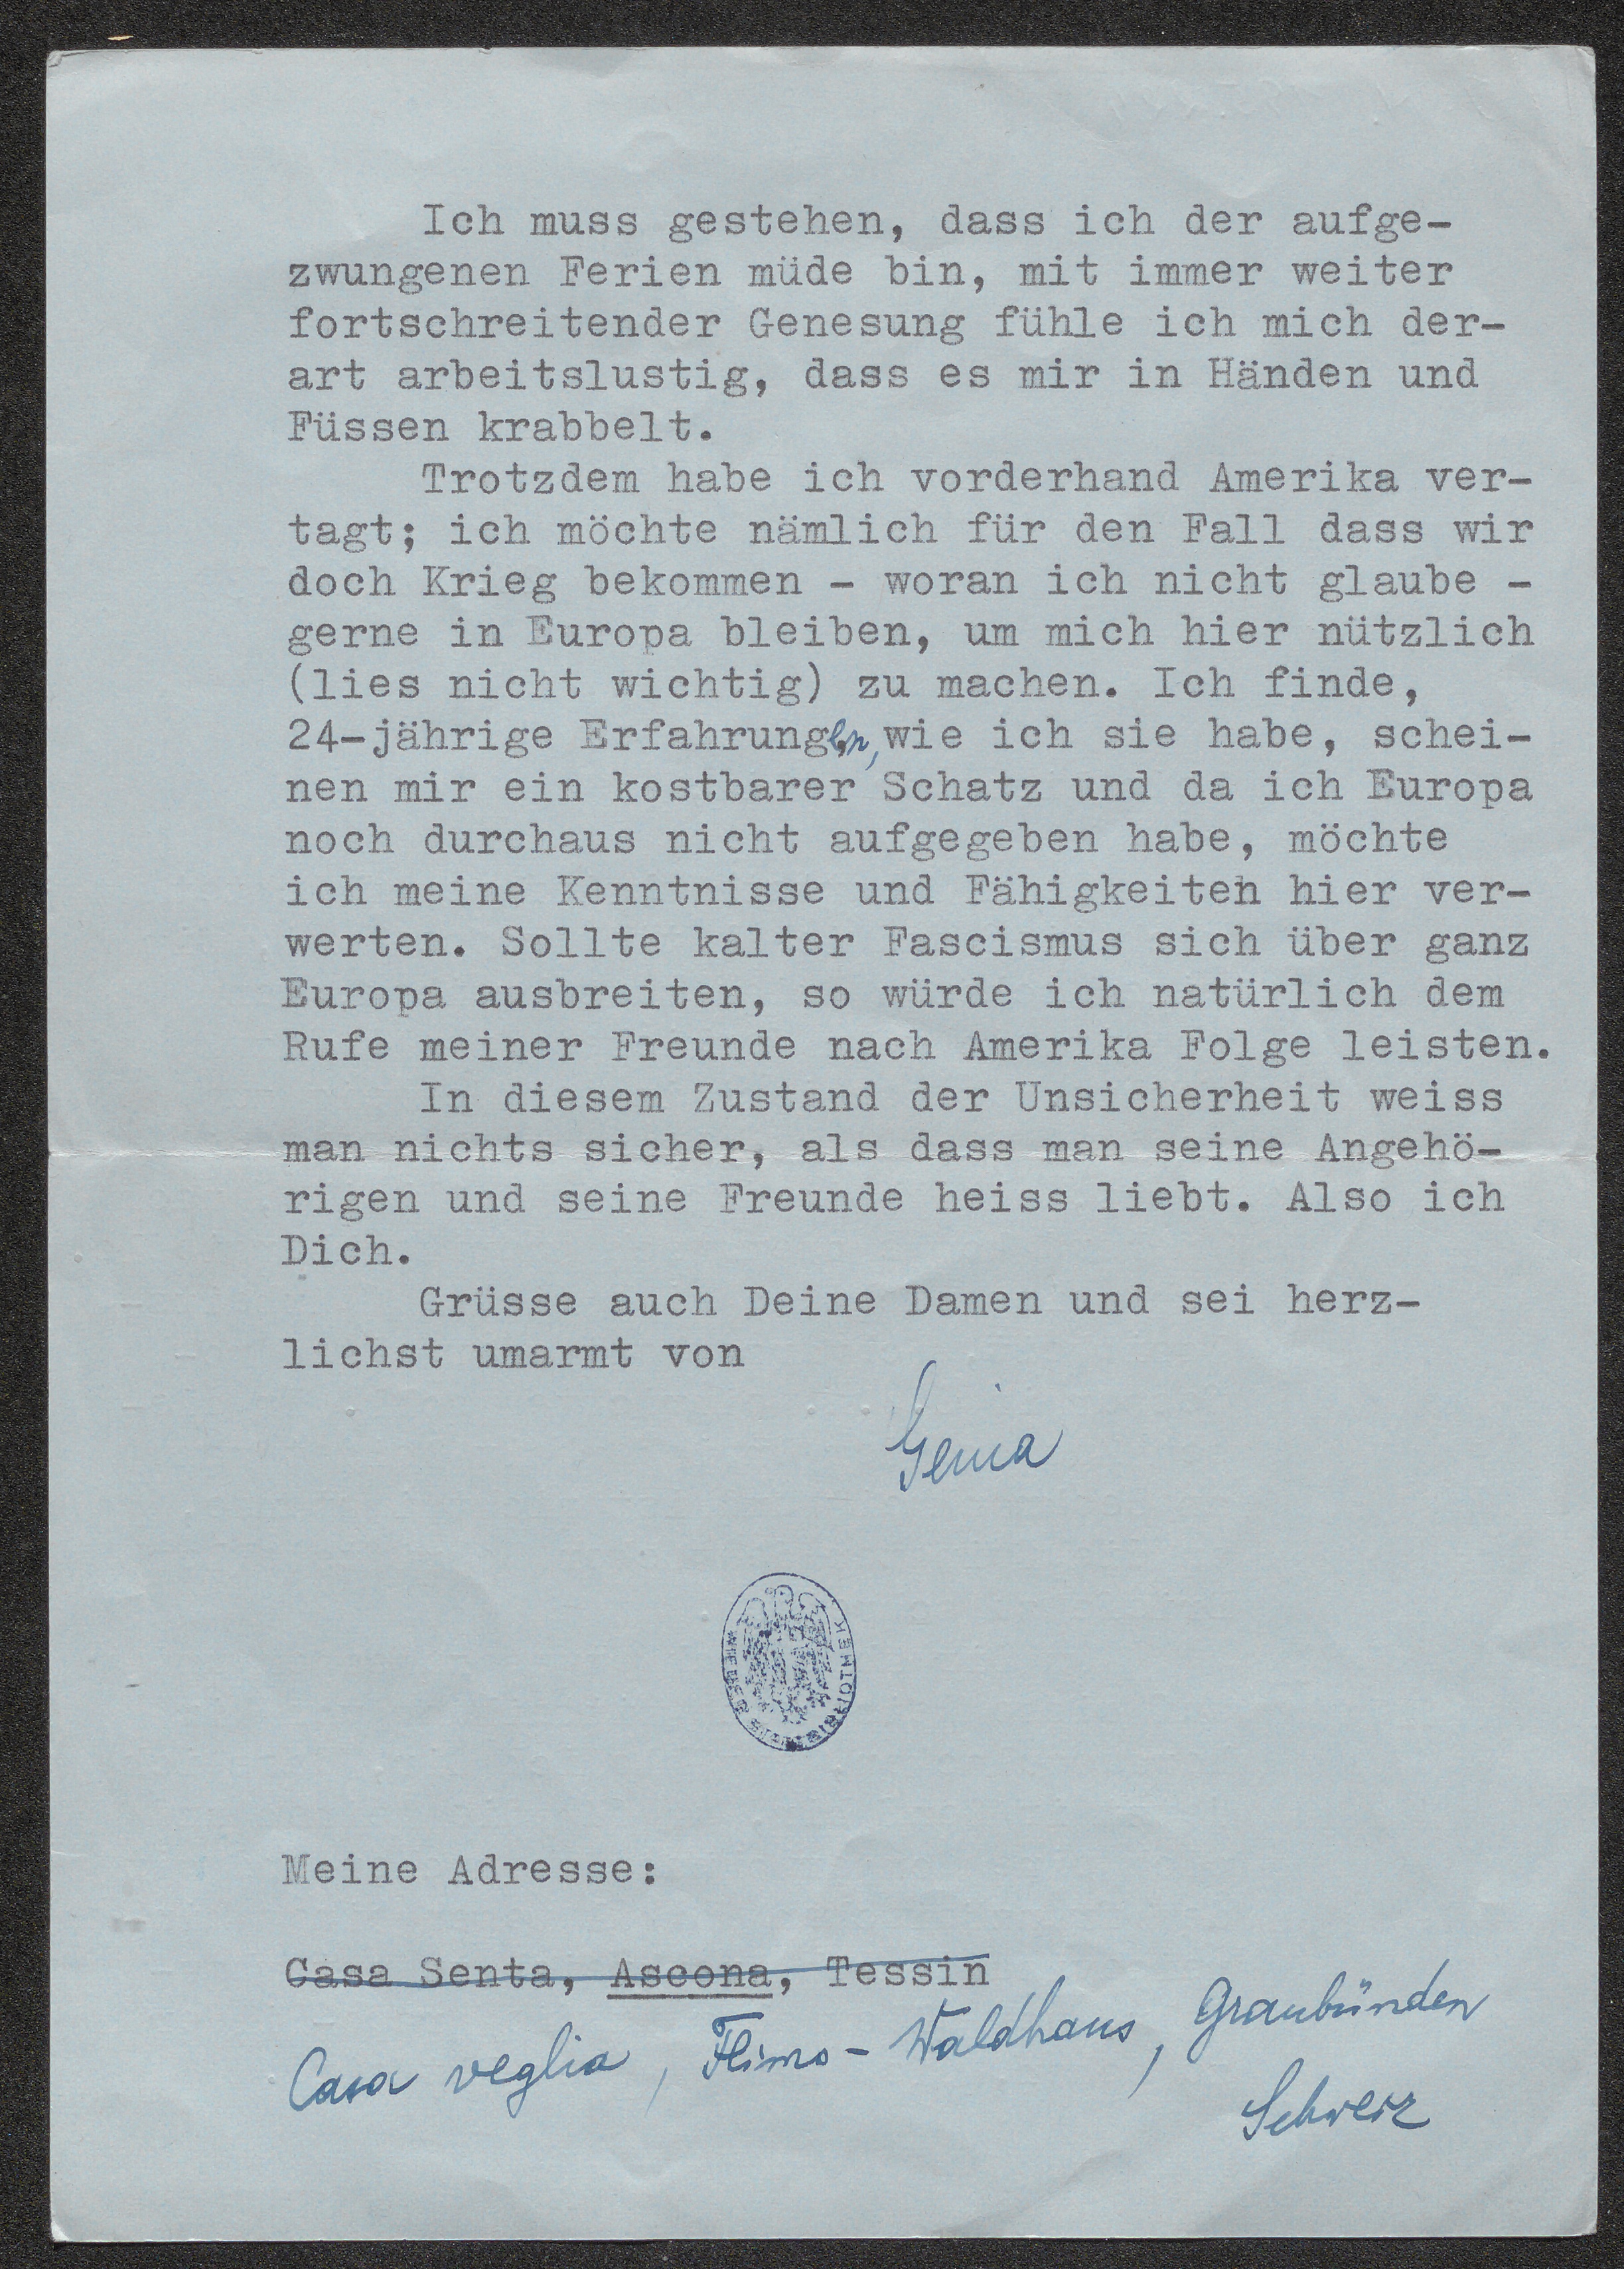 Ich muss gestehen, dass ich der aufge-
zwungenen Ferien müde bin, mit immer weiter
fortschreitender Genesung fühle ich mich der-
art arbeitslustig, dass es mir in Händen und
Füssen krabbelt.
Trotzdem habe ich vorderhand Amerika ver-
tagt; ich möchte nämlich für den Fall dass wir
doch Krieg bekommen - woran ich nicht glaube -
gerne in Europa bleiben, um mich hier nützlich
(lies nicht wichtig) zu machen. Ich finde,
24-jährige Erfahrungen, wie ich sie habe, schei-
nen mir ein kostbarer Schatz und da ich Europa
noch durchaus nicht aufgegeben habe, möchte
ich meine Kenntnisse und Fähigkeiten hier ver-
werten. Sollte kalter Fascismus sich über ganz
Europa ausbreiten, so würde ich natürlich dem
Rufe meiner Freunde nach Amerika Folge leisten.
In diesem Zustand der Unsicherheit weiss
man nichts sicher, als dass man seine Angehö-
rigen und seine Freunde heiss liebt. Also ich
Dich.
Grüsse auch Deine Damen und sei herz-
lichst umarmt von
Genia
Meine Adresse:
Casa Senta, Ascona, Tessin
Casa veglia, Flims-Waldhaus, Graubünden
Schweiz